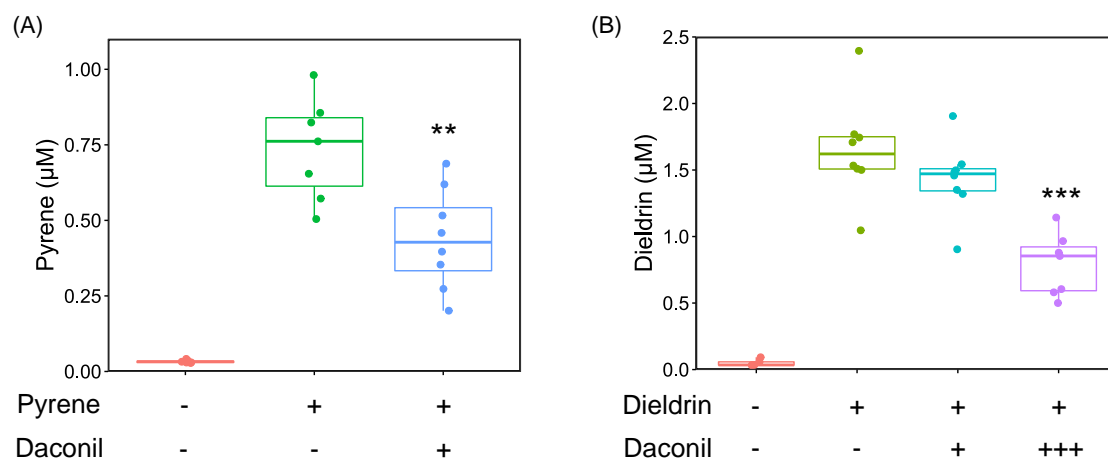 (A)
Pyrene (μM)
1.00
0.75
0.50
0.25
0.00
**
Pyrene - + +
Daconil - - +
(B)
Dieldrin (μM)
2.5
2.0
1.5
1.0
0.5
0.0
***
Dieldrin - + + +
Daconil - - + +++